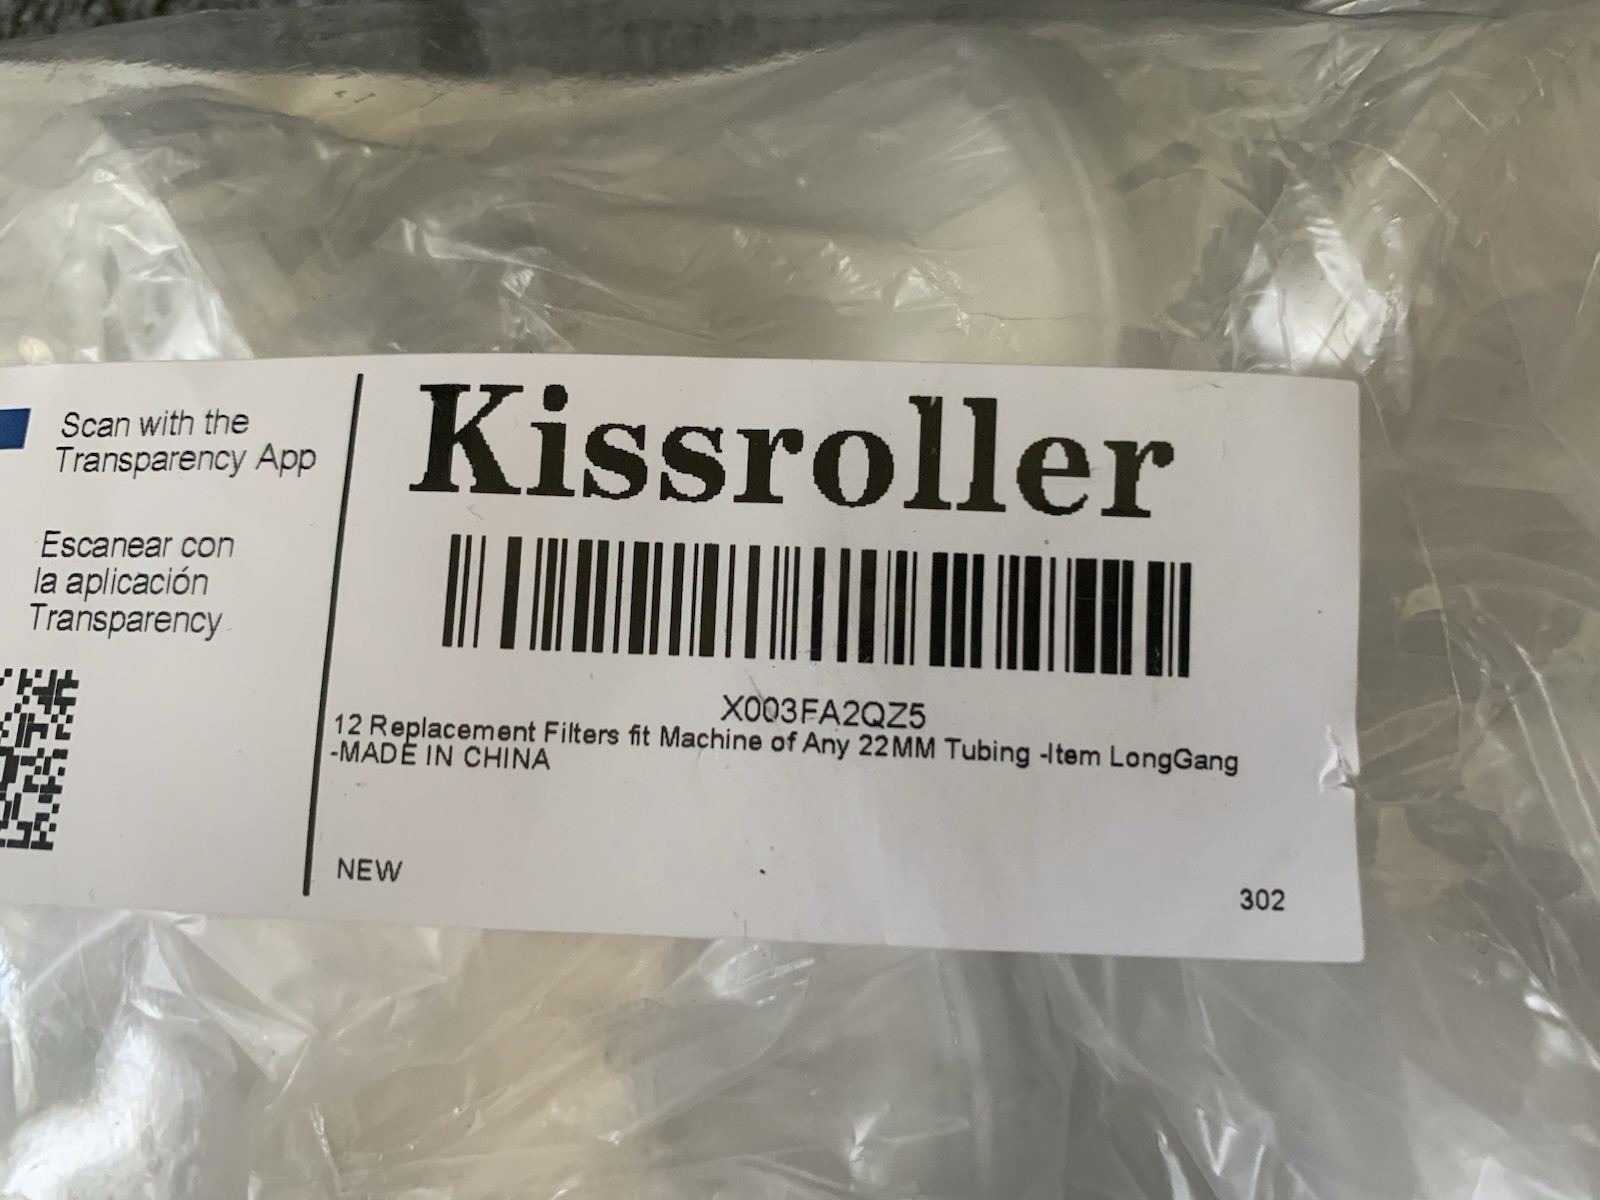 Scan with the
Transparency App
Escanear con
la aplicación
Transparency
Kissroller
X003FA2QZ5
12 Replacement Filters fit Machine of Any 22MM Tubing -Item LongGang
-MADE IN CHINA
NEW
302